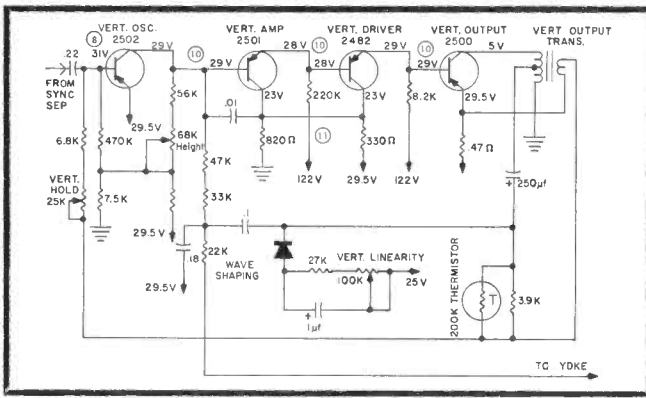 VERT. OSC.
2502
VERT. AMP
2501
VERT. DRIVER
2482
VERT. OUTPUT
2500
VERT OUTPUT
TRANS.
8
31V
29V
10
29V
28V
10
28V
29V
10
29V
5V
.22
FROM
SYNC
SEP
29.5V
56K
.01
23V
220K
23V
8.2K
29.5V
6.8K
470K
68K
Height
820Ω
11
330Ω
.47Ω
47K
122V
29.5V
122V
+
250µf
VERT.
HOLD
25K
7.5K
33K
29.5V
.1
.18
22K
WAVE
SHAPING
27K
VERT. LINEARITY
100K
25V
29.5V
+
1µf
200K THERMISTOR
T
3.9K
TO YOKE